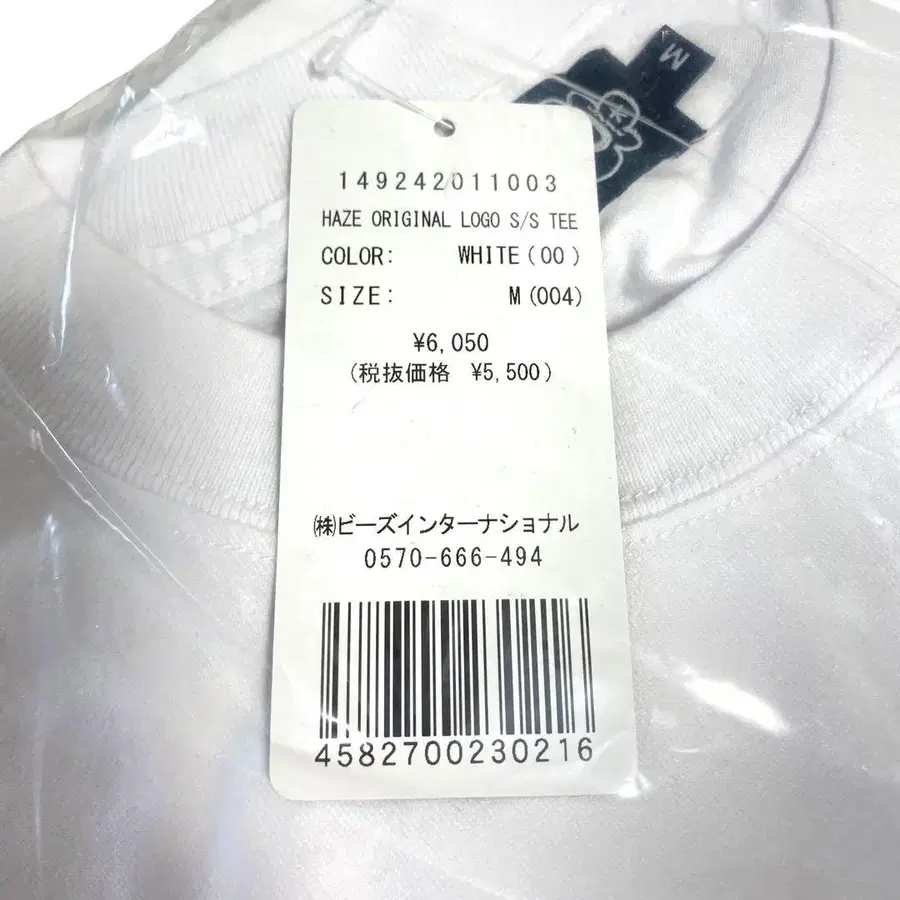 M
149242011003
HAZE ORIGINAL LOGO S/S TEE
COLOR: WHITE(00)
SIZE: M(004)
¥6,050
(税抜価格 ¥5,500)
㈱ビーズインターナショナル
0570-666-494
4582700230216